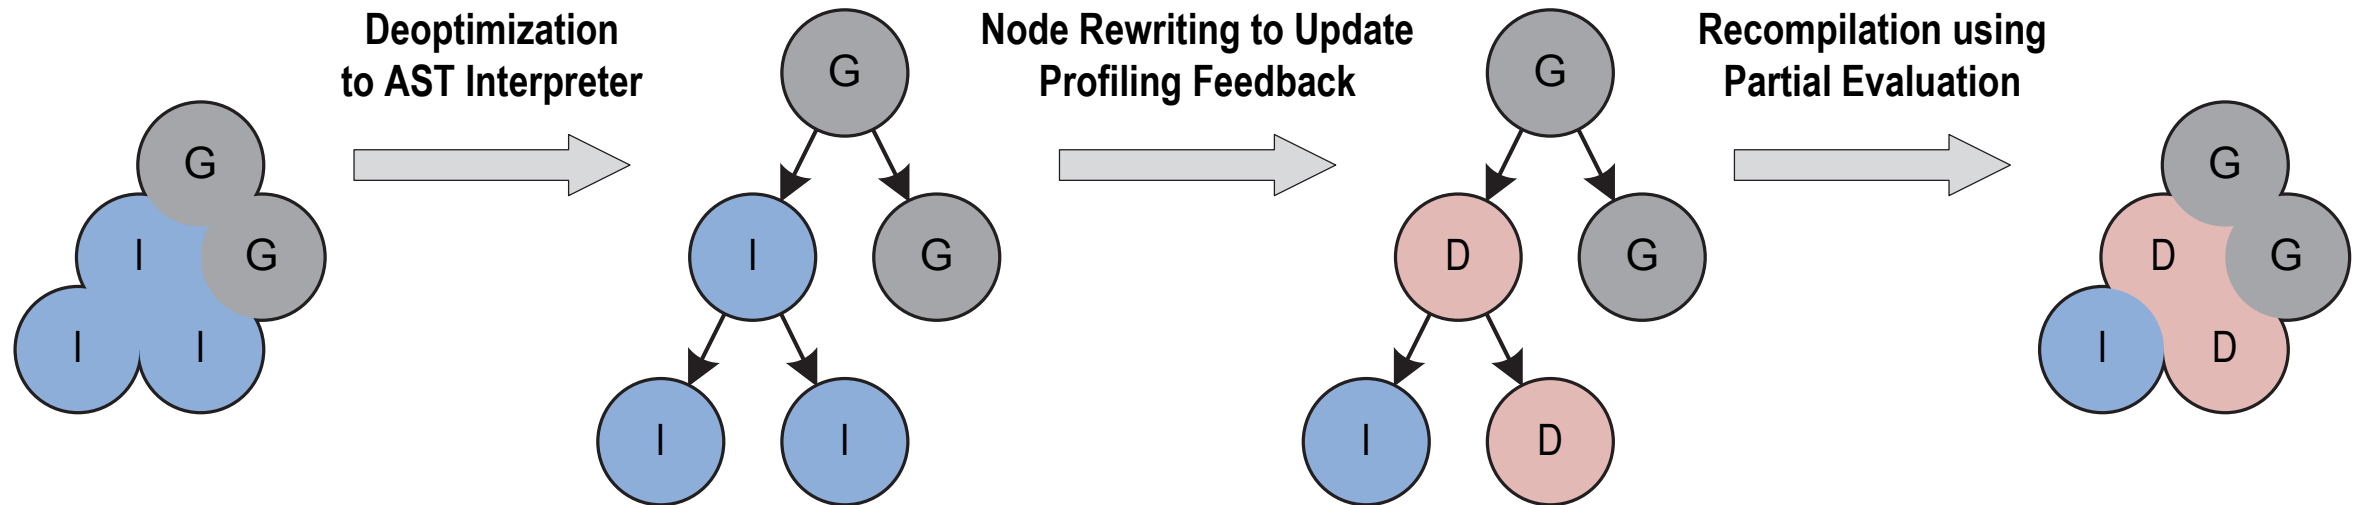 Deoptimization
to AST Interpreter
Node Rewriting to Update
Profiling Feedback
Recompilation using
Partial Evaluation
G
I
G
I
I
G
I
G
I
I
G
D
G
I
D
G
D
G
I
D